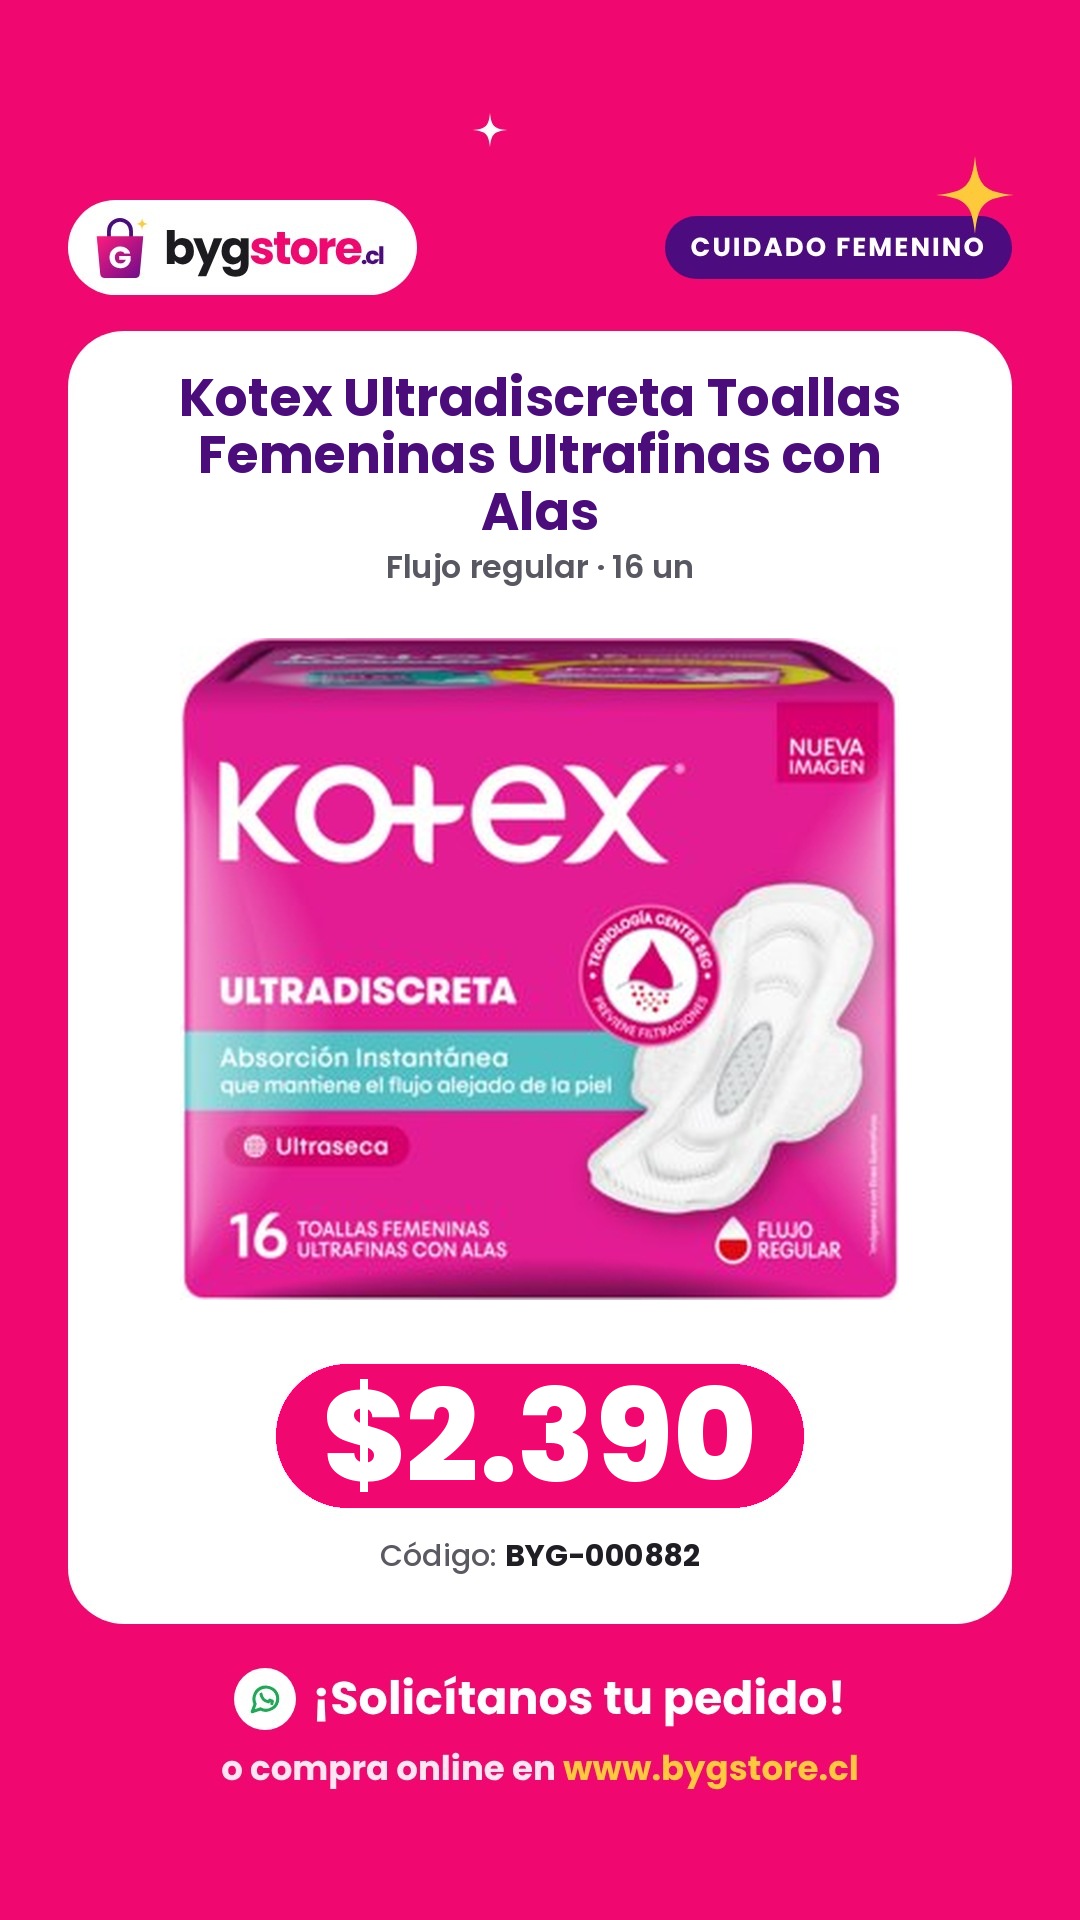 bygstore.cl
CUIDADO FEMENINO
Kotex Ultradiscreta Toallas
Femeninas Ultrafinas con
Alas
Flujo regular · 16 un
NUEVA
IMAGEN
Kotex
TECNOLOGÍA CENTER SEC
PREVIENE FILTRACIONES
ULTRADISCRETA
Absorción Instantánea
que mantiene el flujo alejado de la piel
Ultraseca
16 TOALLAS FEMENINAS
ULTRAFINAS CON ALAS
FLUJO
REGULAR
$2.390
Código: BYG-000882
¡Solicítanos tu pedido!
o compra online en www.bygstore.cl